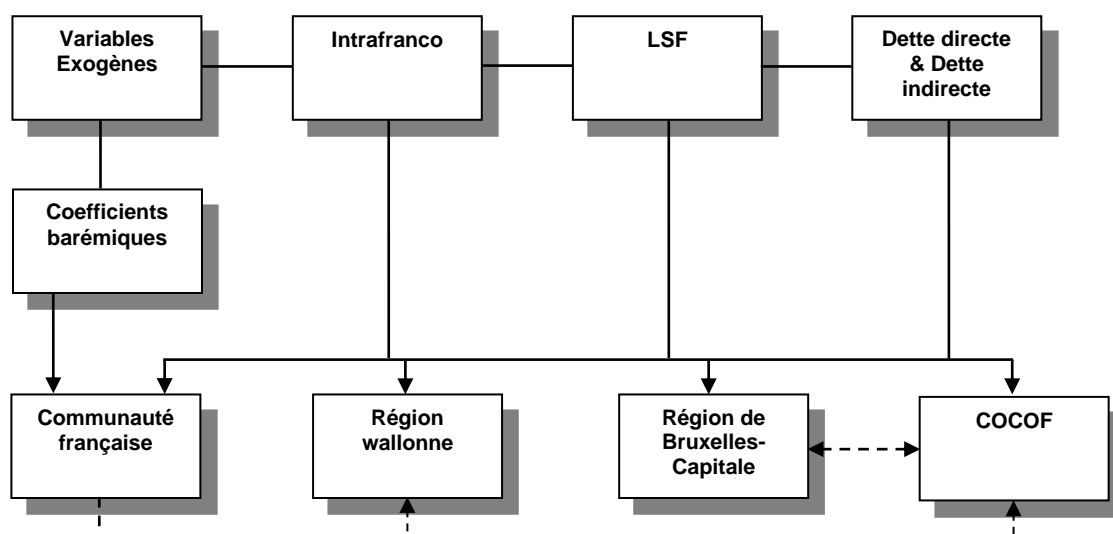 Variables
Exogènes
Intrafranco
LSF
Dette directe
& Dette
indirecte
Coefficients
barémiques
Communauté
française
Région
wallonne
Région de
Bruxelles-
Capitale
COCOF